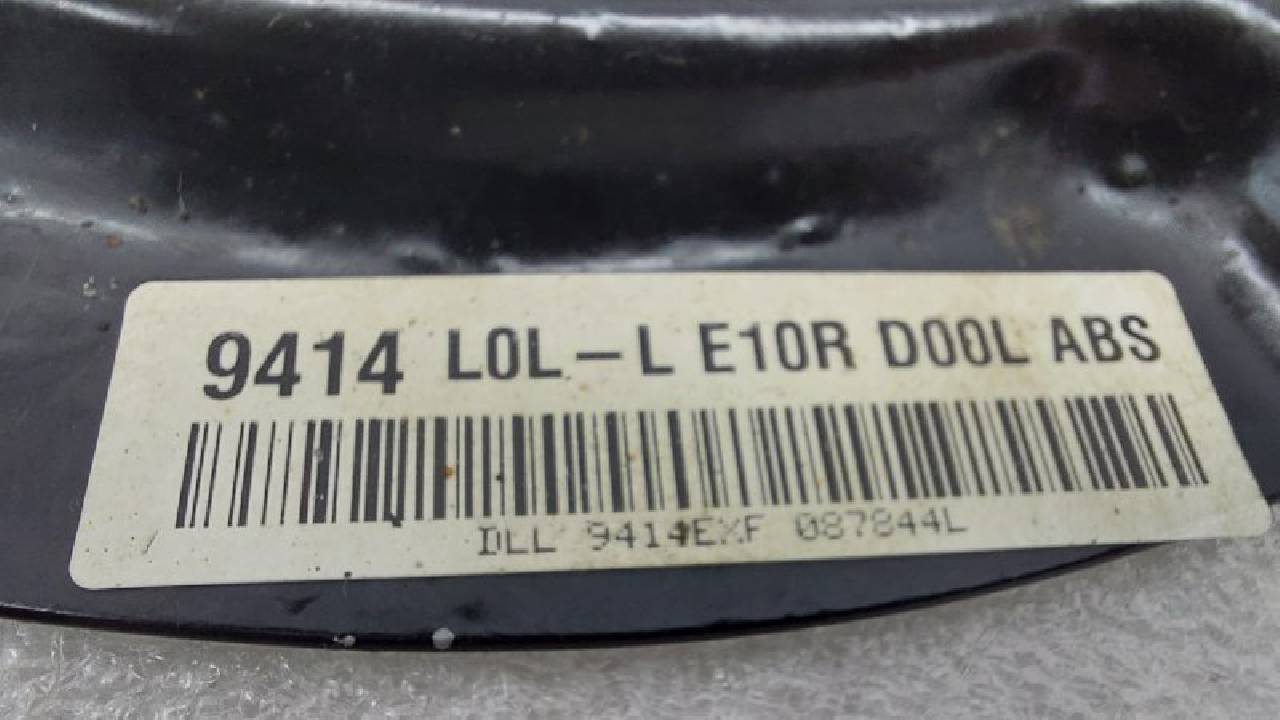 9414 L0L-L E10R D00L ABS
DLL 9414EXF 087844L